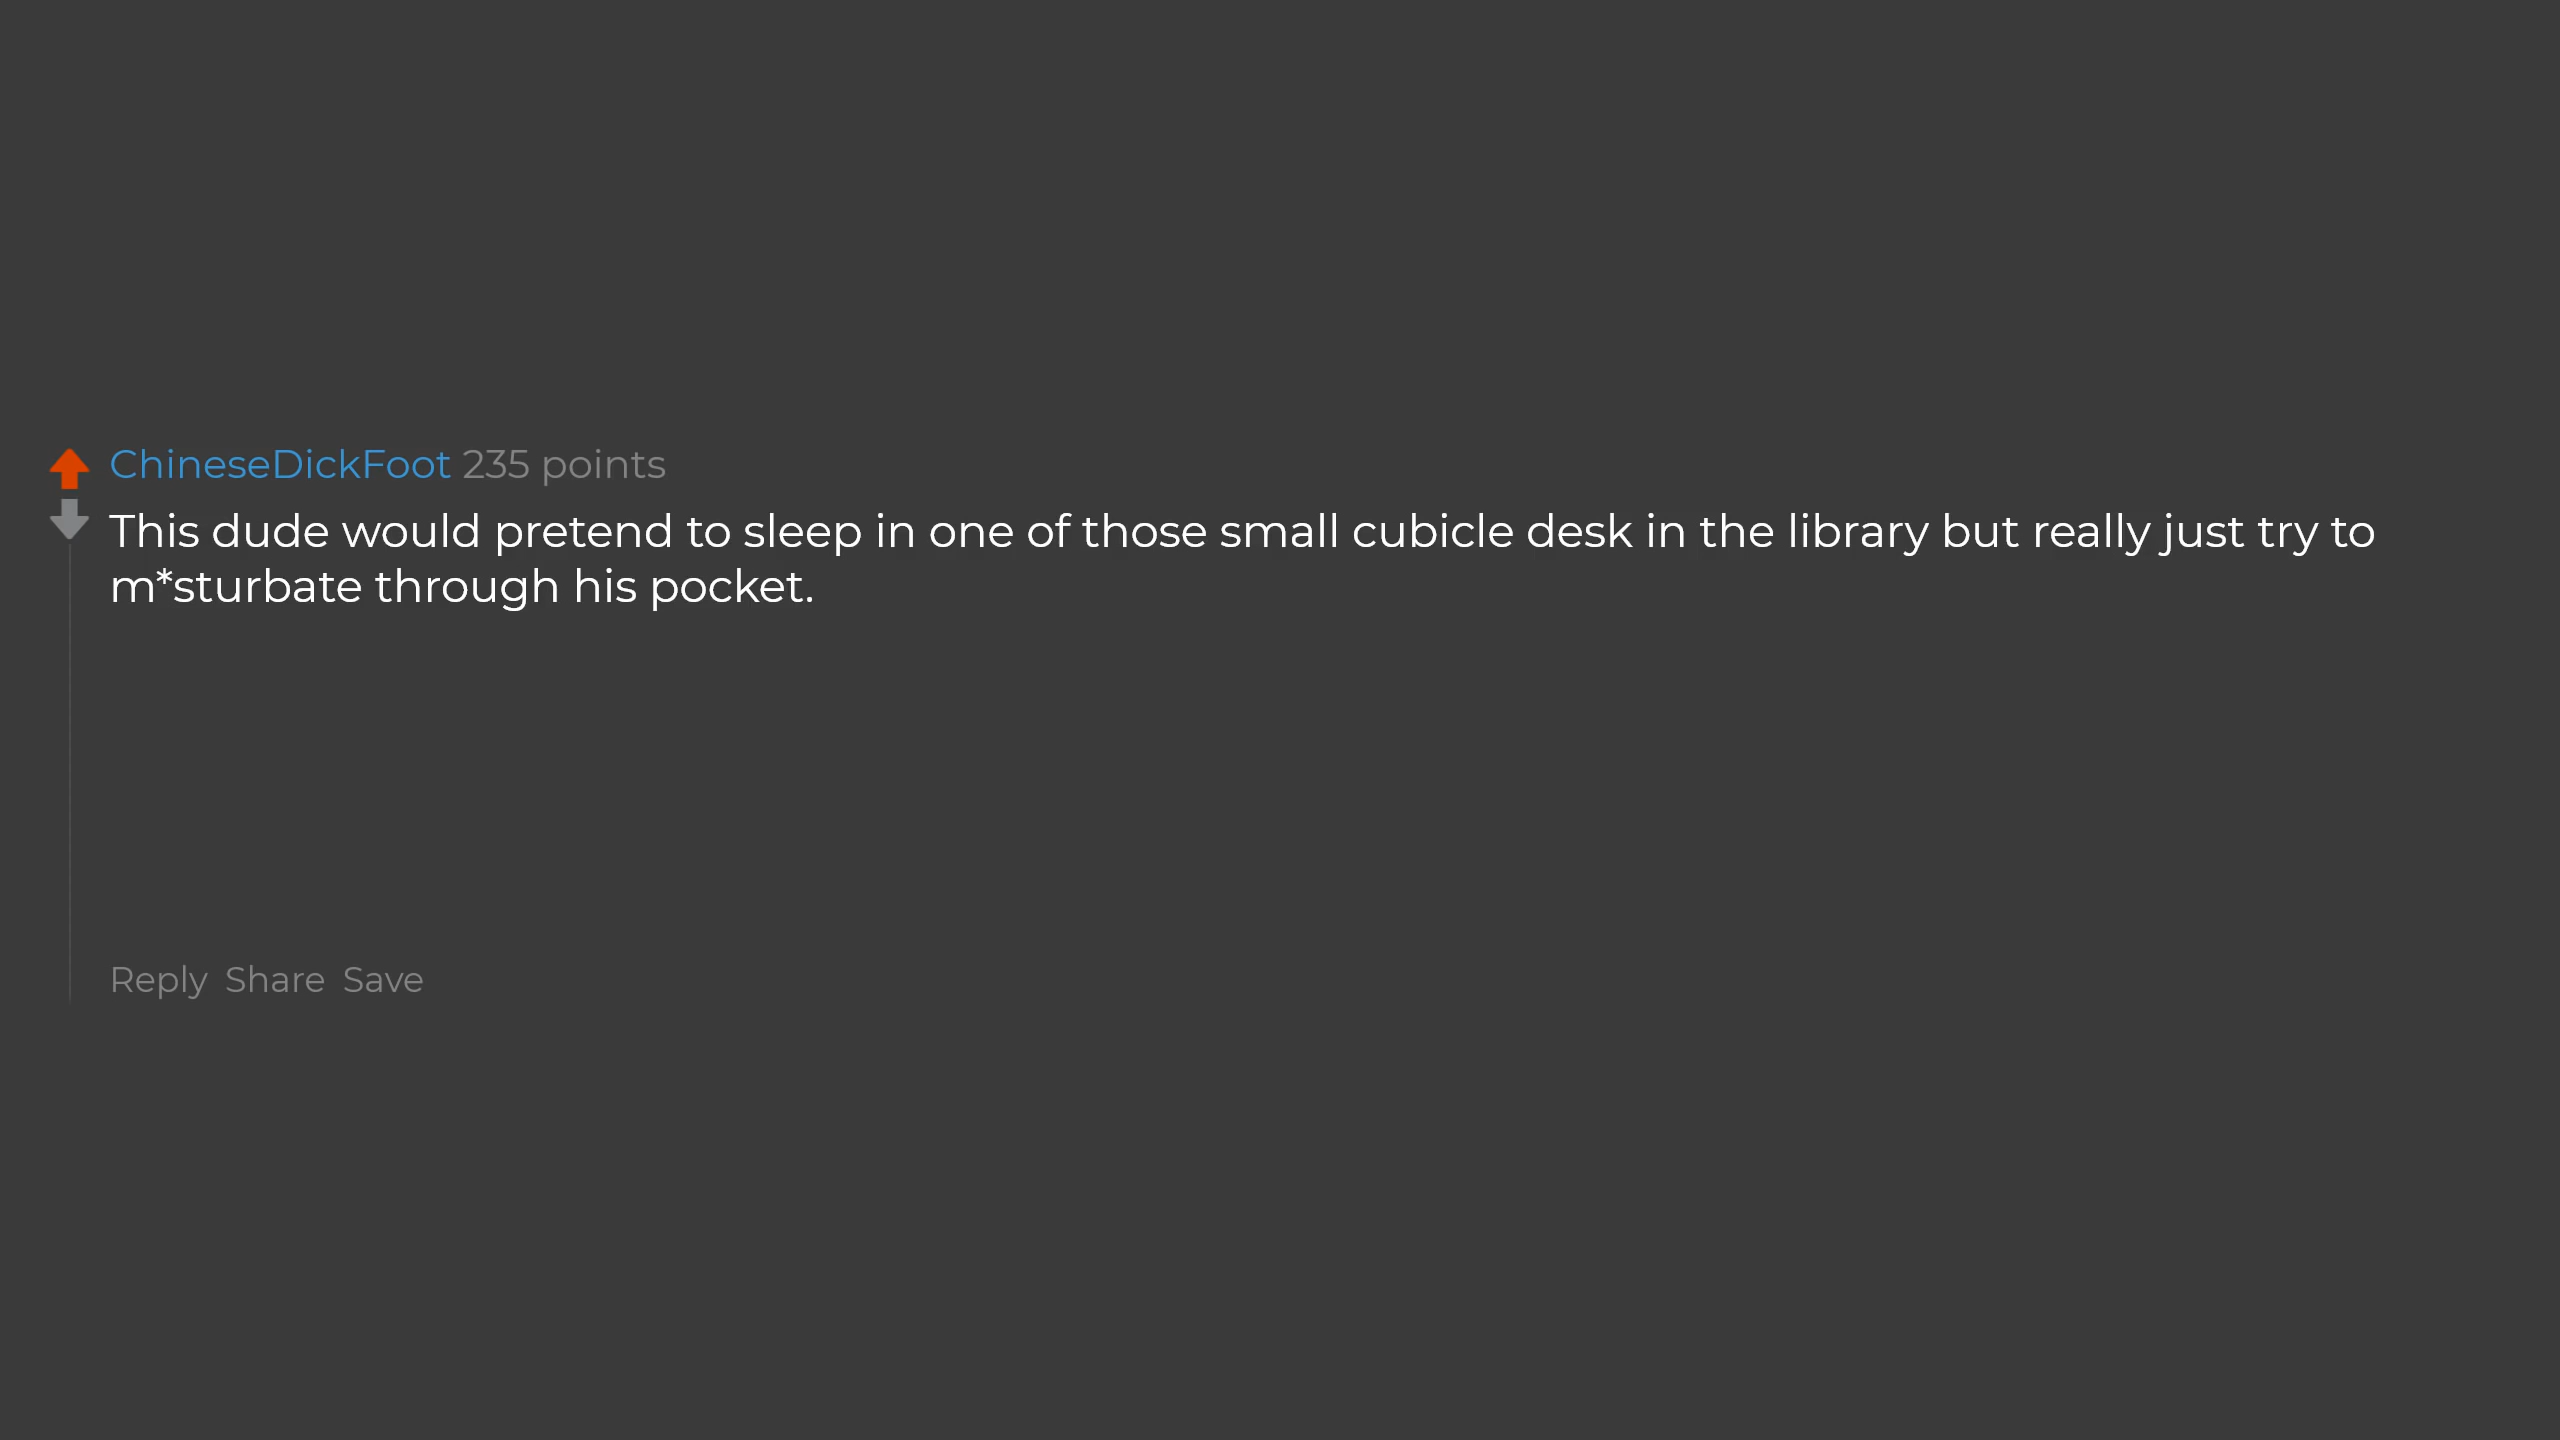 ChineseDickFoot 235 points
This dude would pretend to sleep in one of those small cubicle desk in the library but really just try to
m*sturbate through his pocket.
Reply Share Save